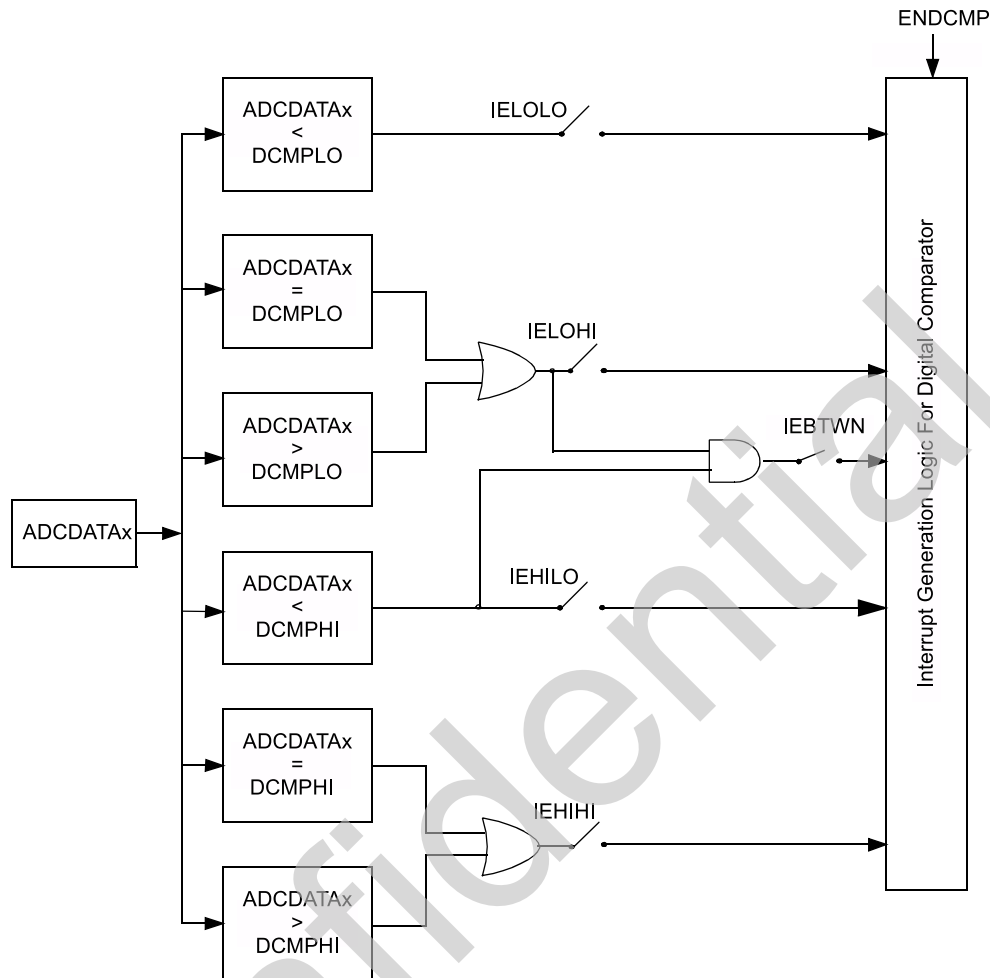 ENDCMP
ADCDATAx
<
DCMPLO
IELOLO
ADCDATAx
=
DCMPLO
IELOHI
ADCDATAx
>
DCMPLO
IEBTWN
ADCDATAx
ADCDATAx
<
DCMPHI
IEHILO
ADCDATAx
=
DCMPHI
IEHIHI
ADCDATAx
>
DCMPHI
Interrupt Generation Logic For Digital Comparator
nfidential